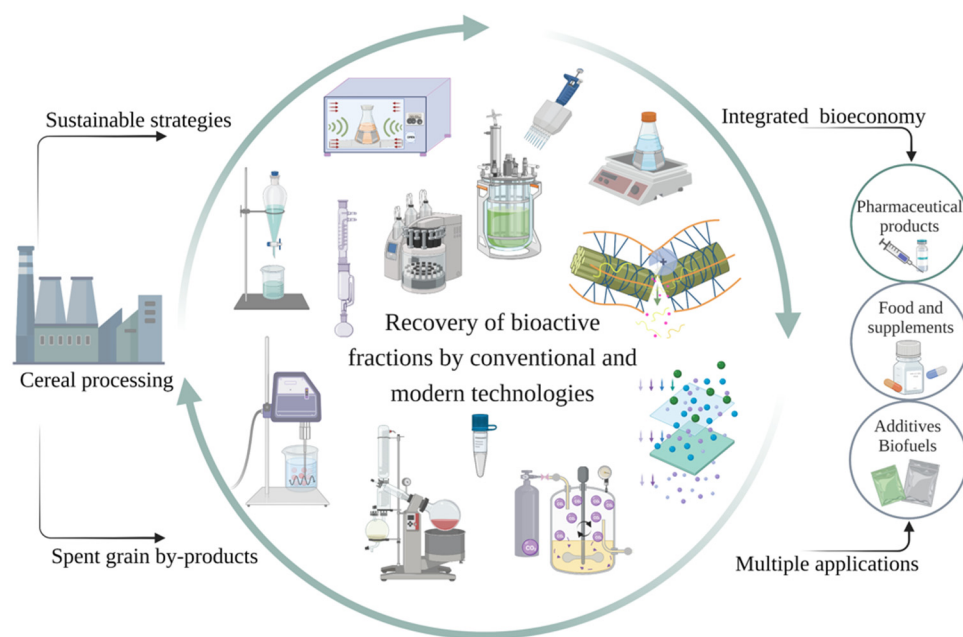 Sustainable strategies
Cereal processing
Spent grain by-products
Recovery of bioactive
fractions by conventional and
modern technologies
CO₂
Integrated bioeconomy
Pharmaceutical
products
Food and
supplements
Additives
Biofuels
Multiple applications